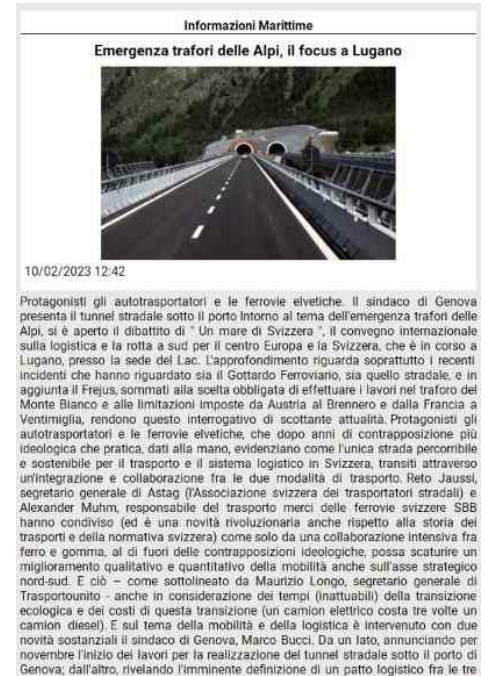 Informazioni Marittime
Emergenza trafori delle Alpi, il focus a Lugano
10/02/2023 12:42
Protagonisti gli autotrasportatori e le ferrovie elvetiche. Il sindaco di Genova
presenta il tunnel stradale sotto il porto Intorno al tema dell'emergenza trafori delle
Alpi, si è aperto il dibattito di " Un mare di Svizzera ", il convegno internazionale
sulla logistica e la rotta a sud per il centro Europa e la Svizzera, che è in corso a
Lugano, presso la sede del Lac. L'approfondimento riguarda soprattutto i recenti
incidenti che hanno riguardato sia il Gottardo Ferroviario, sia quello stradale, e in
aggiunta il Frejus, sommati alla scelta obbligata di effettuare i lavori nel traforo del
Monte Bianco e alle limitazioni imposte da Austria al Brennero e dalla Francia a
Ventimiglia, rendono questo interrogativo di scottante attualità. Protagonisti gli
autotrasportatori e le ferrovie elvetiche, che dopo anni di contrapposizione più
ideologica che pratica, dati alla mano, evidenziano come l'unica strada percorribile
e sostenibile per il trasporto e il sistema logistico in Svizzera, transiti attraverso
un'integrazione e collaborazione fra le due modalità di trasporto. Reto Jaussi,
segretario generale di Astag (l'Associazione svizzera dei trasportatori stradali) e
Alexander Muhm, responsabile del trasporto merci delle ferrovie svizzere SBB
hanno condiviso (ed è una novità rivoluzionaria anche rispetto alla storia dei
trasporti e della normativa svizzera) come solo da una collaborazione intensiva fra
ferro e gomma, al di fuori delle contrapposizioni ideologiche, possa scaturire un
miglioramento qualitativo e quantitativo della mobilità anche sull'asse strategico
nord-sud. E ciò – come sottolineato da Maurizio Longo, segretario generale di
Trasportounito - anche in considerazione dei tempi (inattuabili) della transizione
ecologica e dei costi di questa transizione (un camion elettrico costa tre volte un
camion diesel). E sul tema della mobilità e della logistica è intervenuto con due
novità sostanziali il sindaco di Genova, Marco Bucci. Da un lato, annunciando per
novembre l'inizio dei lavori per la realizzazione del tunnel stradale sotto il porto di
Genova; dall'altro, rivelando l'imminente definizione di un patto logistico fra le tre